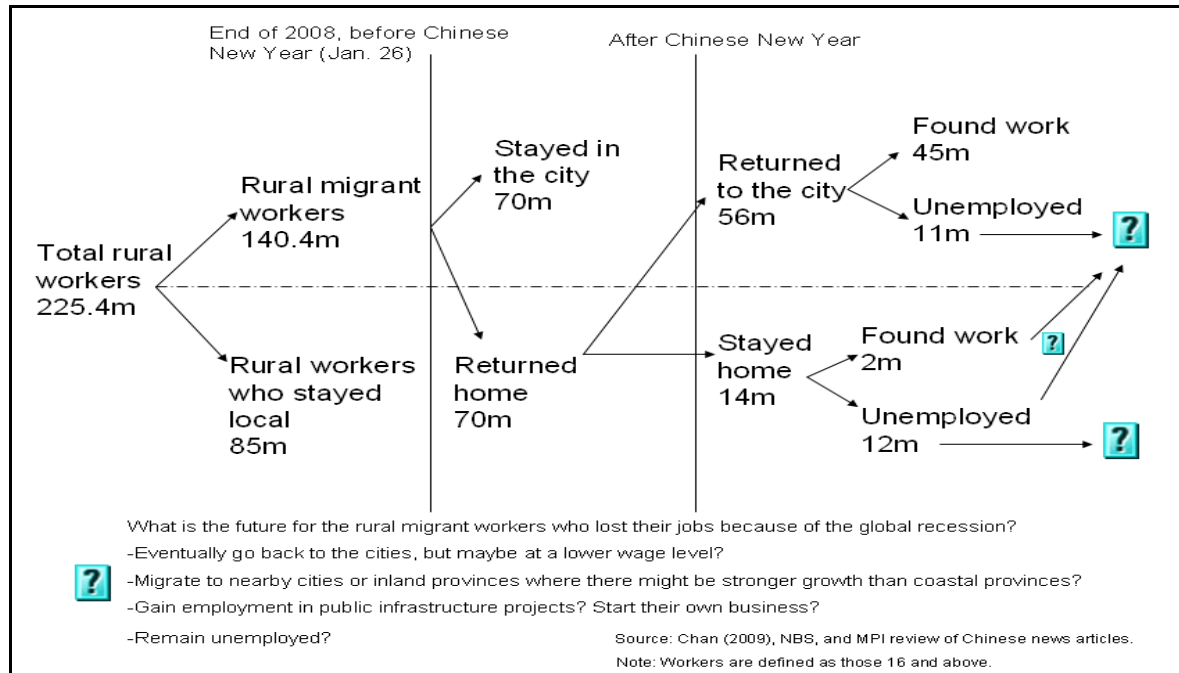 End of 2008, before Chinese
New Year (Jan. 26)
After Chinese New Year
Total rural
workers
225.4m
Rural migrant
workers
140.4m
Rural workers
who stayed
local
85m
Stayed in
the city
70m
Returned
home
70m
Returned
to the city
56m
Stayed
home
14m
Found work
45m
Unemployed
11m
?
Found work
2m
?
Unemployed
12m
?
What is the future for the rural migrant workers who lost their jobs because of the global recession?
-Eventually go back to the cities, but maybe at a lower wage level?
?
-Migrate to nearby cities or inland provinces where there might be stronger growth than coastal provinces?
-Gain employment in public infrastructure projects? Start their own business?
-Remain unemployed?
Source: Chan (2009), NBS, and MPI review of Chinese news articles.
Note: Workers are defined as those 16 and above.